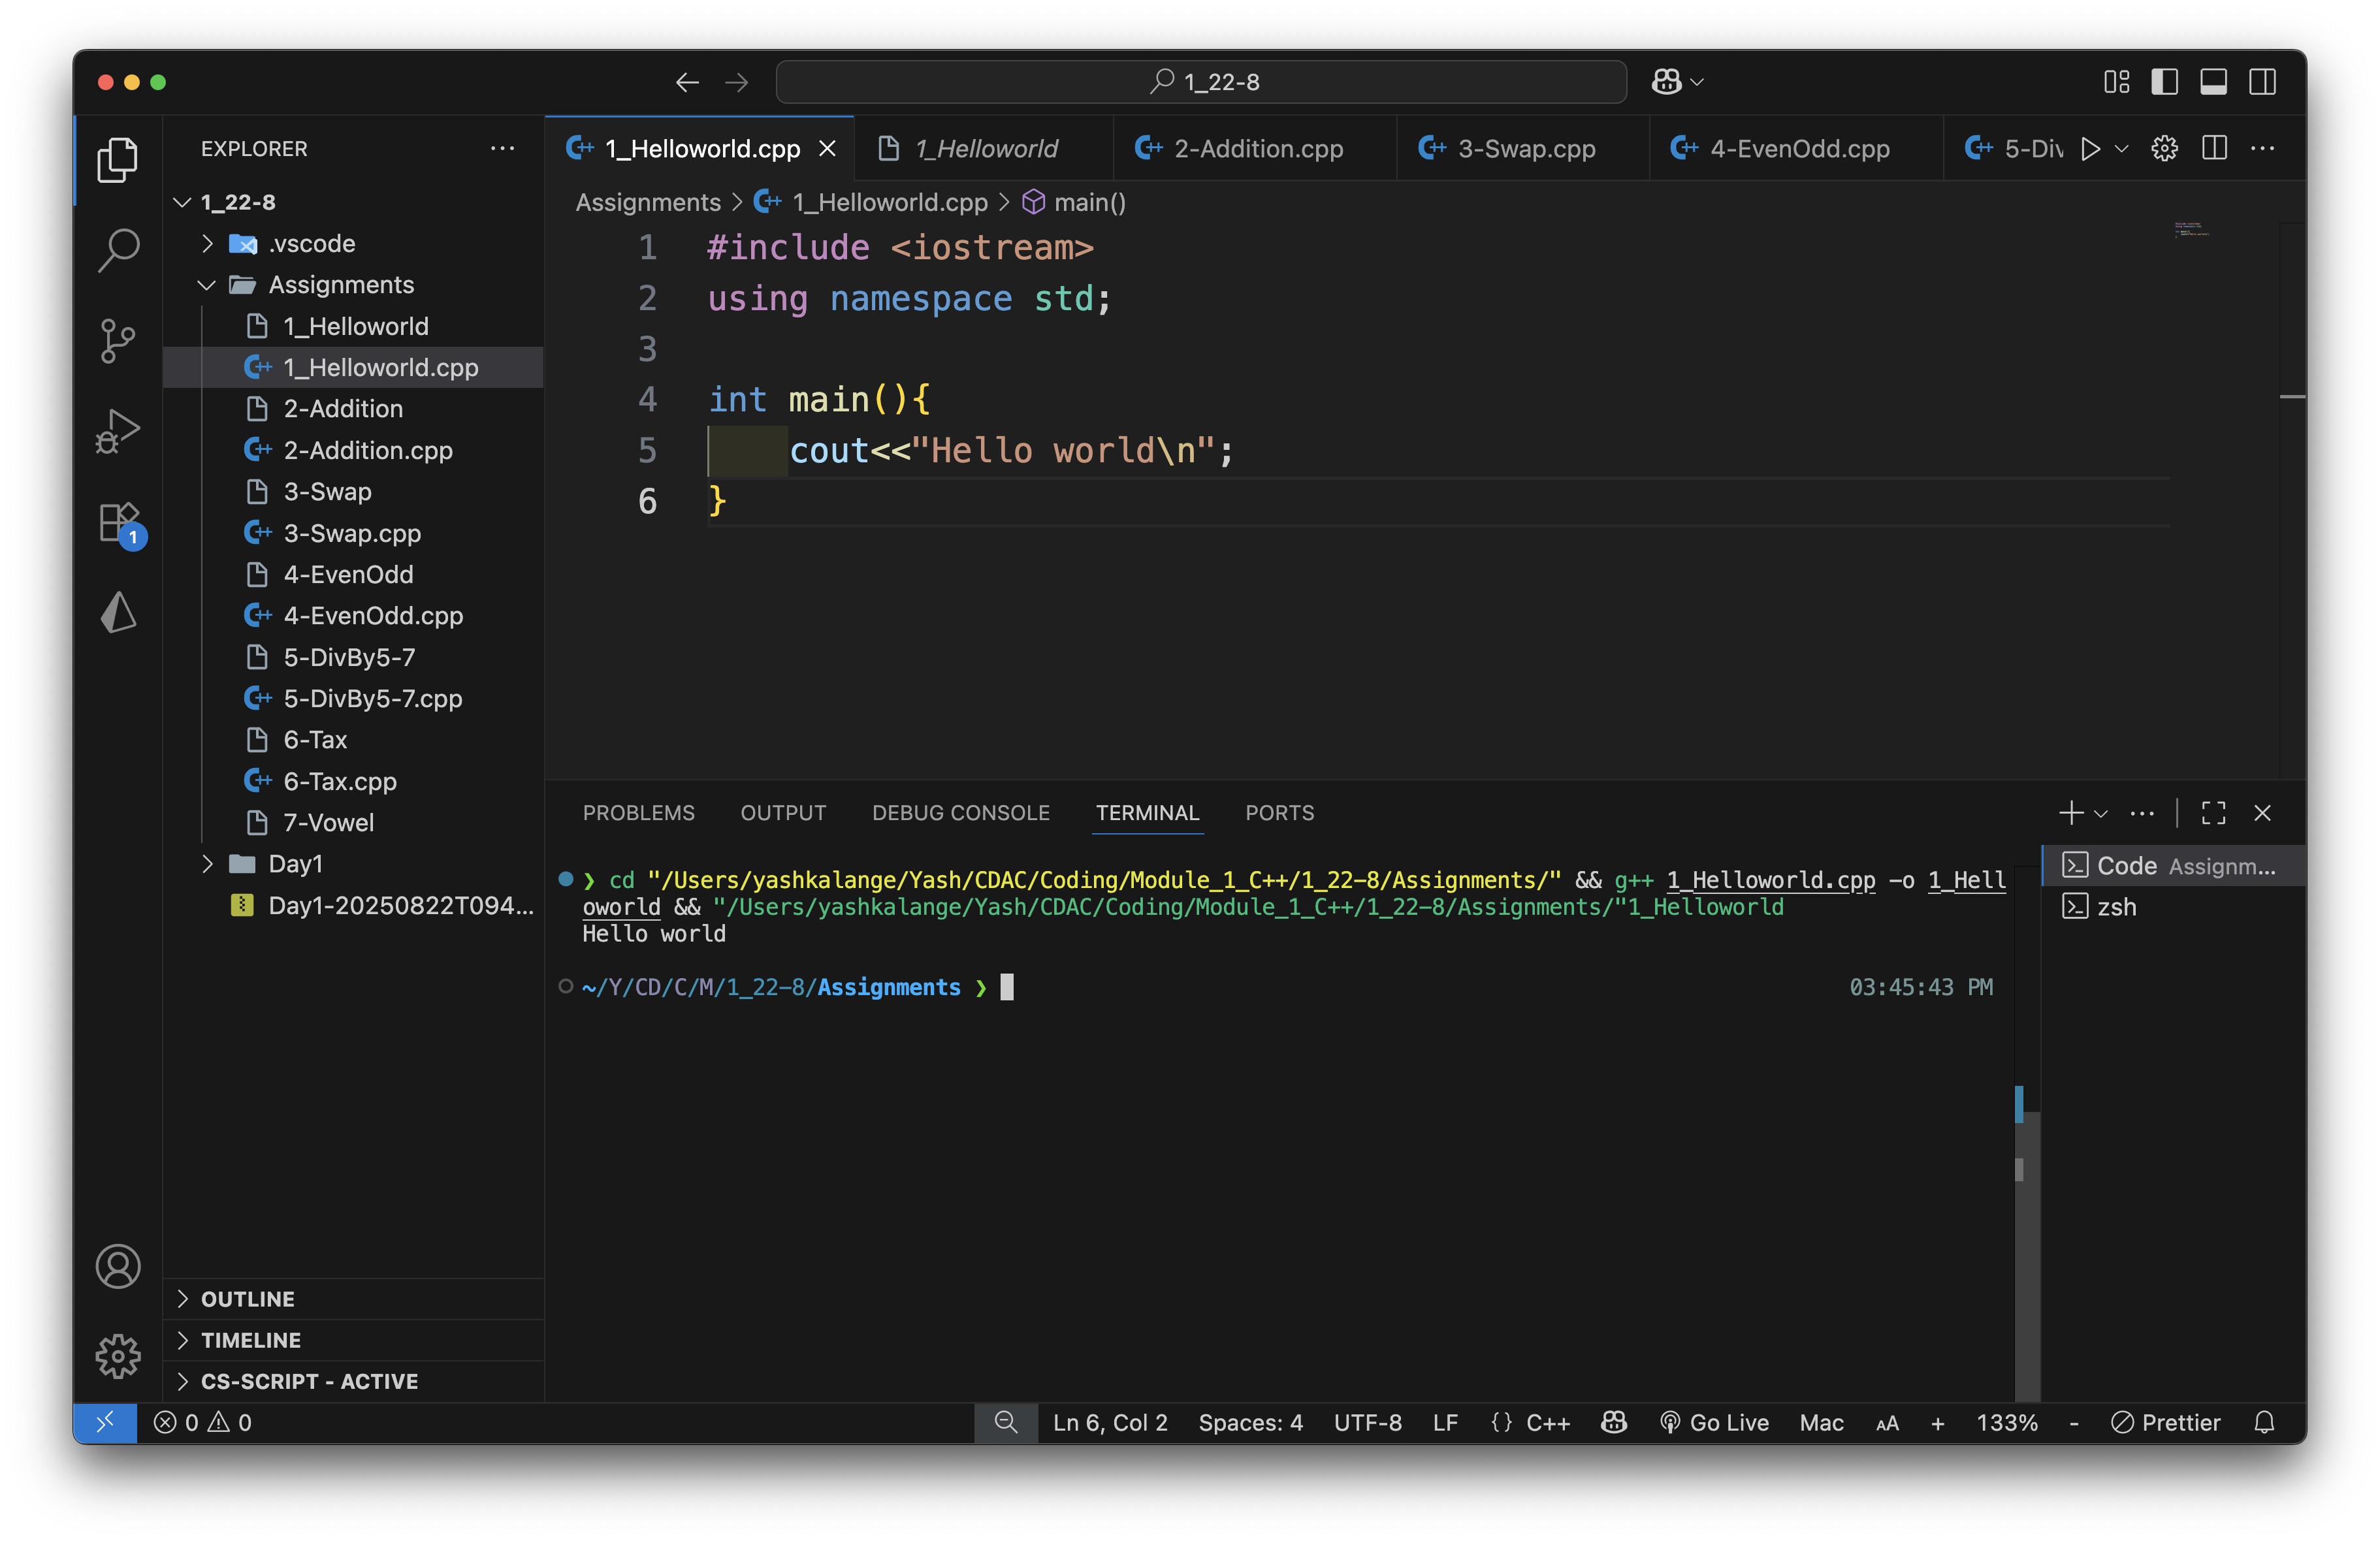 1_22-8
EXPLORER
1_22-8
.vscode
Assignments
1_Helloworld
1_Helloworld.cpp
2-Addition
2-Addition.cpp
3-Swap
3-Swap.cpp
4-EvenOdd
4-EvenOdd.cpp
5-DivBy5-7
5-DivBy5-7.cpp
6-Tax
6-Tax.cpp
7-Vowel
Day1
Day1-20250822T094...
OUTLINE
TIMELINE
CS-SCRIPT - ACTIVE
1
1_Helloworld.cpp 1_Helloworld 2-Addition.cpp 3-Swap.cpp 4-EvenOdd.cpp 5-Div
Assignments > 1_Helloworld.cpp > main()
1 #include <iostream>
2 using namespace std;
3
4 int main(){
5     cout<<"Hello world\n";
6 }
PROBLEMS OUTPUT DEBUG CONSOLE TERMINAL PORTS
❯ cd "/Users/yashkalange/Yash/CDAC/Coding/Module_1_C++/1_22-8/Assignments/" && g++ 1_Helloworld.cpp -o 1_Hell
oworld && "/Users/yashkalange/Yash/CDAC/Coding/Module_1_C++/1_22-8/Assignments/"1_Helloworld
Hello world
~/Y/CD/C/M/1_22-8/Assignments ❯ 03:45:43 PM
Code Assignm...
zsh
0 0 Ln 6, Col 2 Spaces: 4 UTF-8 LF {} C++ Go Live Mac AA + 133% - Prettier